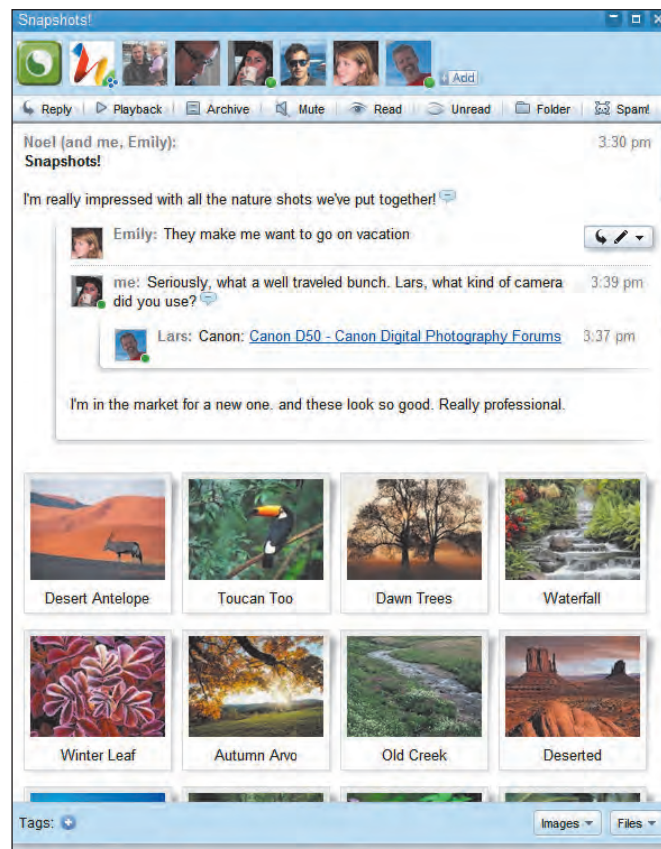 Snapshots!
Add
Reply Playback Archive Mute Read Unread Folder Spam!
Noel (and me, Emily): 3:30 pm
Snapshots!
I'm really impressed with all the nature shots we've put together!
Emily: They make me want to go on vacation
me: Seriously, what a well traveled bunch. Lars, what kind of camera 3:39 pm
did you use?
Lars: Canon: Canon D50 - Canon Digital Photography Forums 3:37 pm
I'm in the market for a new one. and these look so good. Really professional.
Desert Antelope Toucan Too Dawn Trees Waterfall
Winter Leaf Autumn Arvo Old Creek Deserted
Tags: Images Files